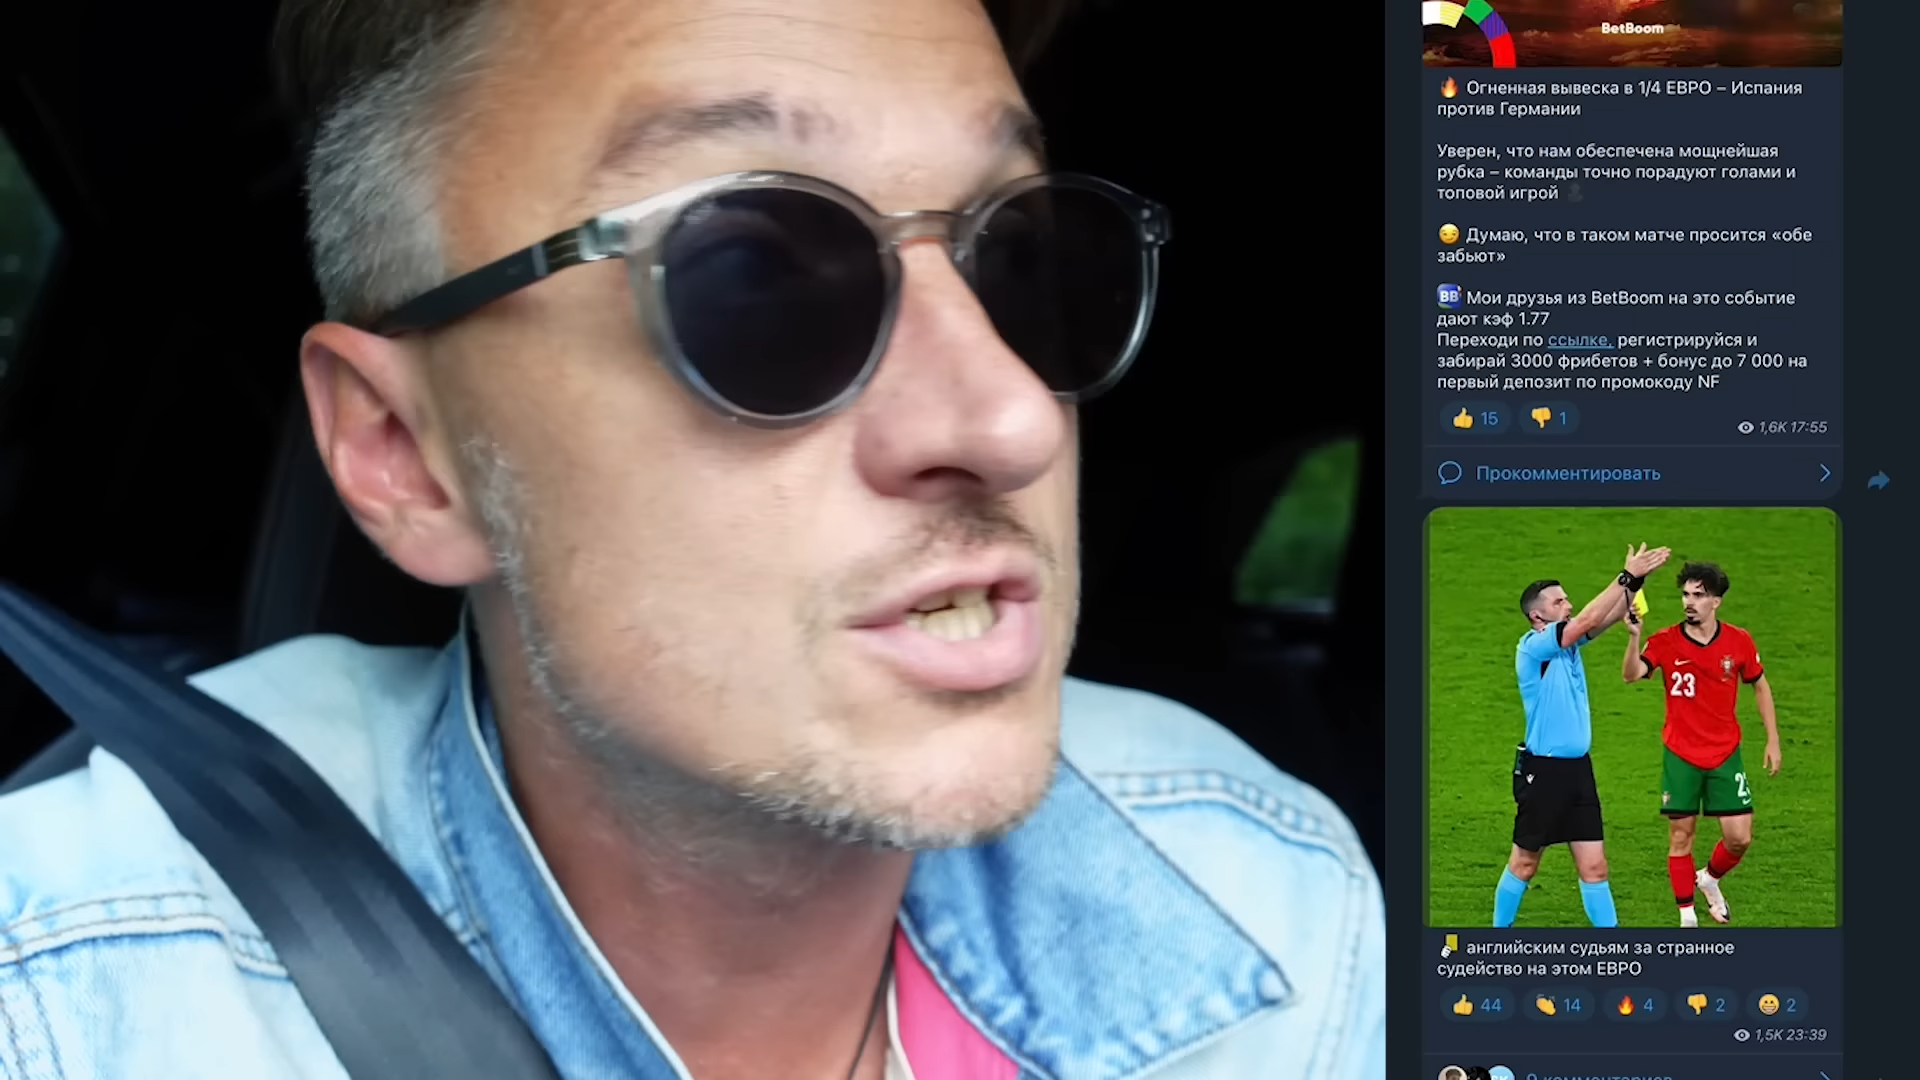 BetBoom
🔥 Огненная вывеска в 1/4 ЕВРО – Испания
против Германии
Уверен, что нам обеспечена мощнейшая
рубка – команды точно порадуют голами и
топовой игрой
😏 Думаю, что в таком матче просится «обе
забьют»
BB Мои друзья из BetBoom на это событие
дают кэф 1.77
Переходи по ссылке, регистрируйся и
забирай 3000 фрибетов + бонус до 7 000 на
первый депозит по промокоду NF
👍 15 👎 1
1,6K 17:55
Прокомментировать
23
23
английским судьям за странное
судейство на этом ЕВРО
👍 44 👏 14 🔥 4 👎 2 😁 2
1,5K 23:39
9 комментариев